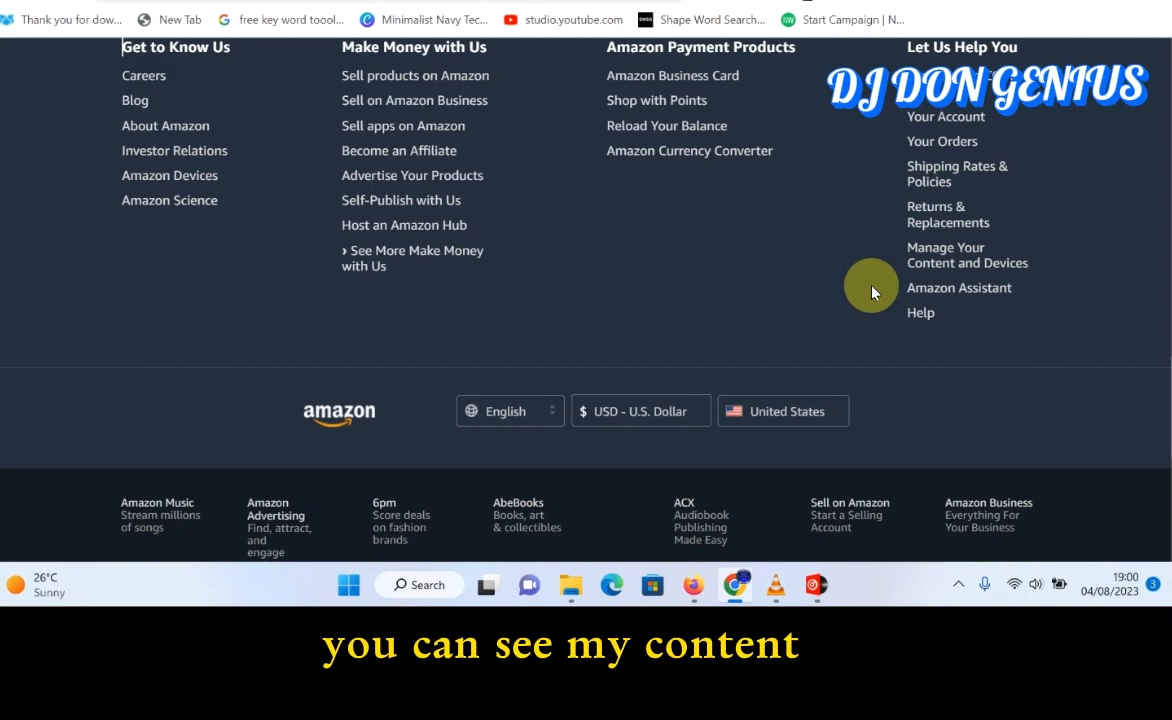 Thank you for dow...
New Tab
free key word toool...
Minimalist Navy Tec...
studio.youtube.com
Shape Word Search...
Start Campaign | N...
Get to Know Us
Careers
Blog
About Amazon
Investor Relations
Amazon Devices
Amazon Science
Make Money with Us
Sell products on Amazon
Sell on Amazon Business
Sell apps on Amazon
Become an Affiliate
Advertise Your Products
Self-Publish with Us
Host an Amazon Hub
› See More Make Money
with Us
Amazon Payment Products
Amazon Business Card
Shop with Points
Reload Your Balance
Amazon Currency Converter
Let Us Help You
DJ DON GENIUS
Your Account
Your Orders
Shipping Rates &
Policies
Returns &
Replacements
Manage Your
Content and Devices
Amazon Assistant
Help
amazon
English
$ USD - U.S. Dollar
United States
Amazon Music
Stream millions
of songs
Amazon
Advertising
Find, attract,
and
engage
6pm
Score deals
on fashion
brands
AbeBooks
Books, art
& collectibles
ACX
Audiobook
Publishing
Made Easy
Sell on Amazon
Start a Selling
Account
Amazon Business
Everything For
Your Business
26°C
Sunny
Search
19:00
04/08/2023
3
you can see my content